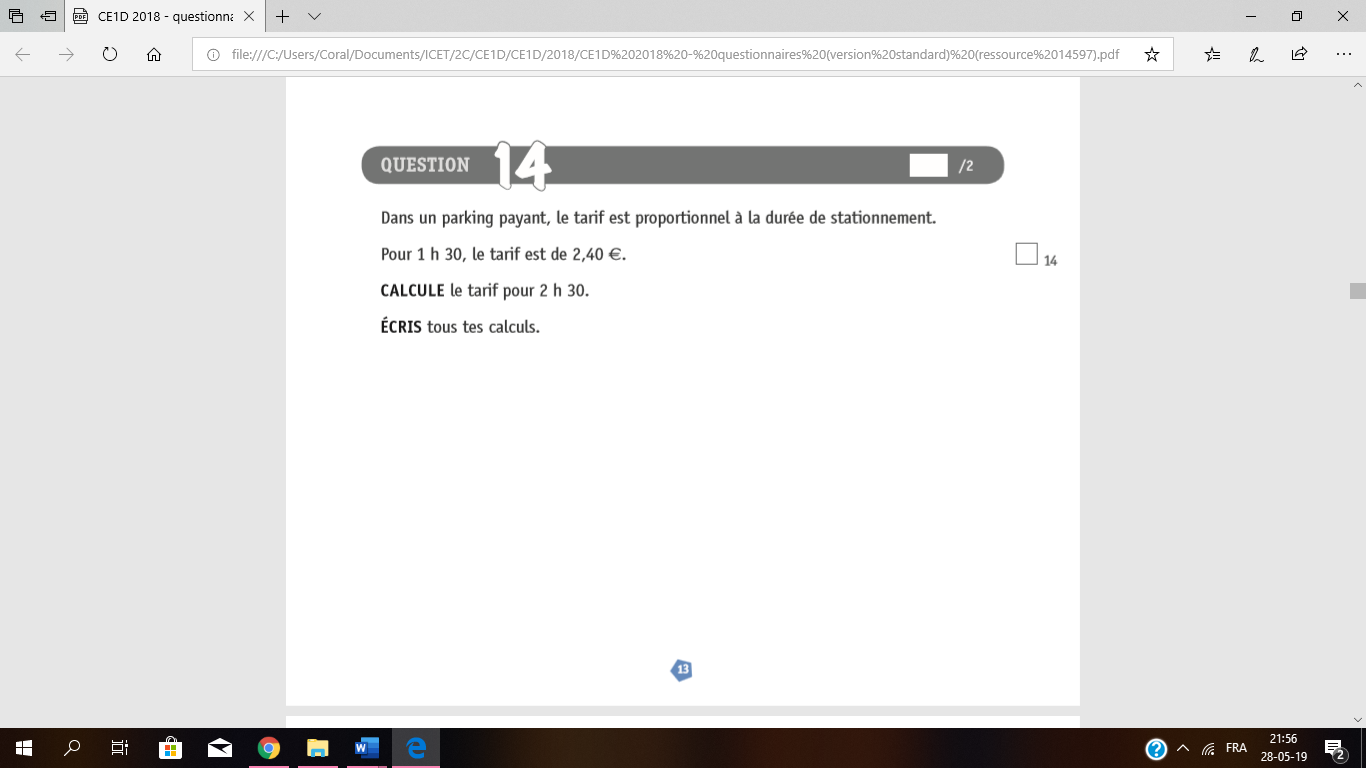 CE1D 2018 - questionna
file:///C:/Users/Coral/Documents/ICET/2C/CE1D/CE1D/2018/CE1D%202018%20-%20questionnaires%20(version%20standard)%20(ressource%2014597).pdf
QUESTION 14 /2
Dans un parking payant, le tarif est proportionnel à la durée de stationnement.
Pour 1 h 30, le tarif est de 2,40 €.
14
CALCULE le tarif pour 2 h 30.
ÉCRIS tous tes calculs.
13
FRA
21:56
28-05-19
2